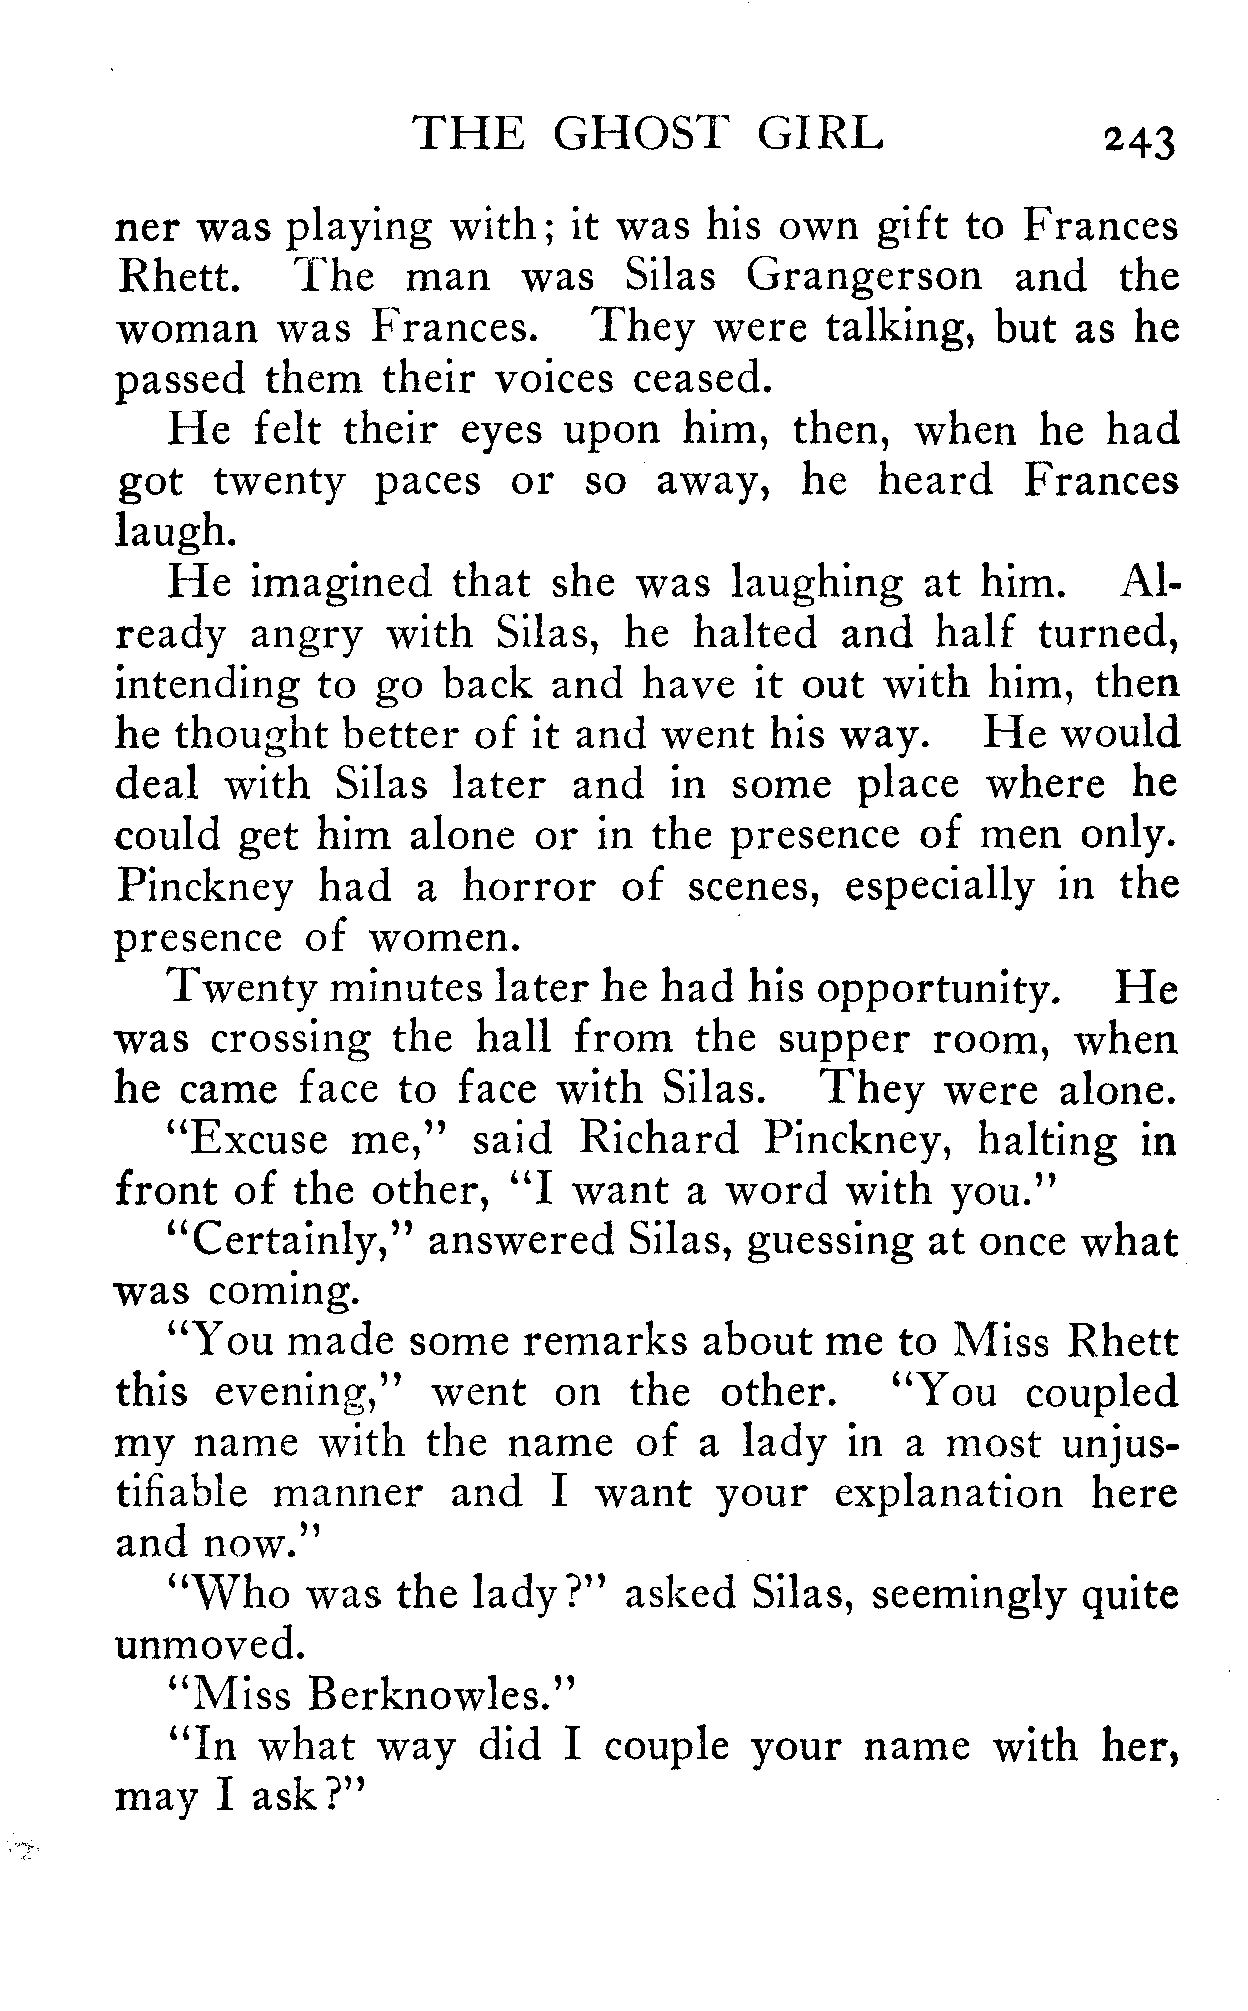 THE GHOST GIRL 243
ner was playing with; it was his own gift to Frances
Rhett. The man was Silas Grangerson and the
woman was Frances. They were talking, but as he
passed them their voices ceased.
He felt their eyes upon him, then, when he had
got twenty paces or so away, he heard Frances
laugh.
He imagined that she was laughing at him. Al-
ready angry with Silas, he halted and half turned,
intending to go back and have it out with him, then
he thought better of it and went his way. He would
deal with Silas later and in some place where he
could get him alone or in the presence of men only.
Pinckney had a horror of scenes, especially in the
presence of women.
Twenty minutes later he had his opportunity. He
was crossing the hall from the supper room, when
he came face to face with Silas. They were alone.
"Excuse me," said Richard Pinckney, halting in
front of the other, "I want a word with you."
"Certainly," answered Silas, guessing at once what
was coming.
"You made some remarks about me to Miss Rhett
this evening," went on the other. "You coupled
my name with the name of a lady in a most unjus-
tifiable manner and I want your explanation here
and now."
"Who was the lady?" asked Silas, seemingly quite
unmoved.
"Miss Berknowles."
"In what way did I couple your name with her,
may I ask?"